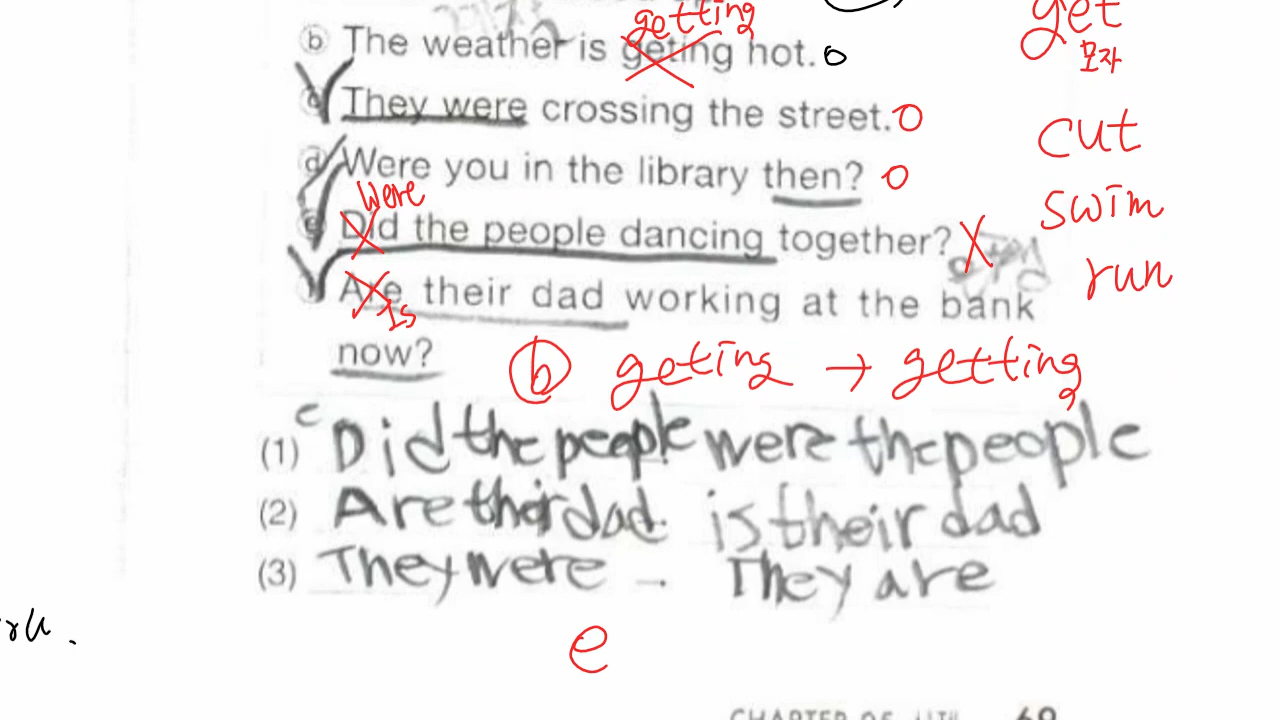 getting
get
ⓑ The weather is geting hot. o
모자
They were crossing the street. O
cut
ⓓ Were you in the library then? O
Were
swim
ⓔ Did the people dancing together? X
run
Are their dad working at the bank
Is
now?
ⓑ geting → getting
c
(1) Did the people were the people
(2) Are their dad. is their dad
(3) They were - They are
e
69